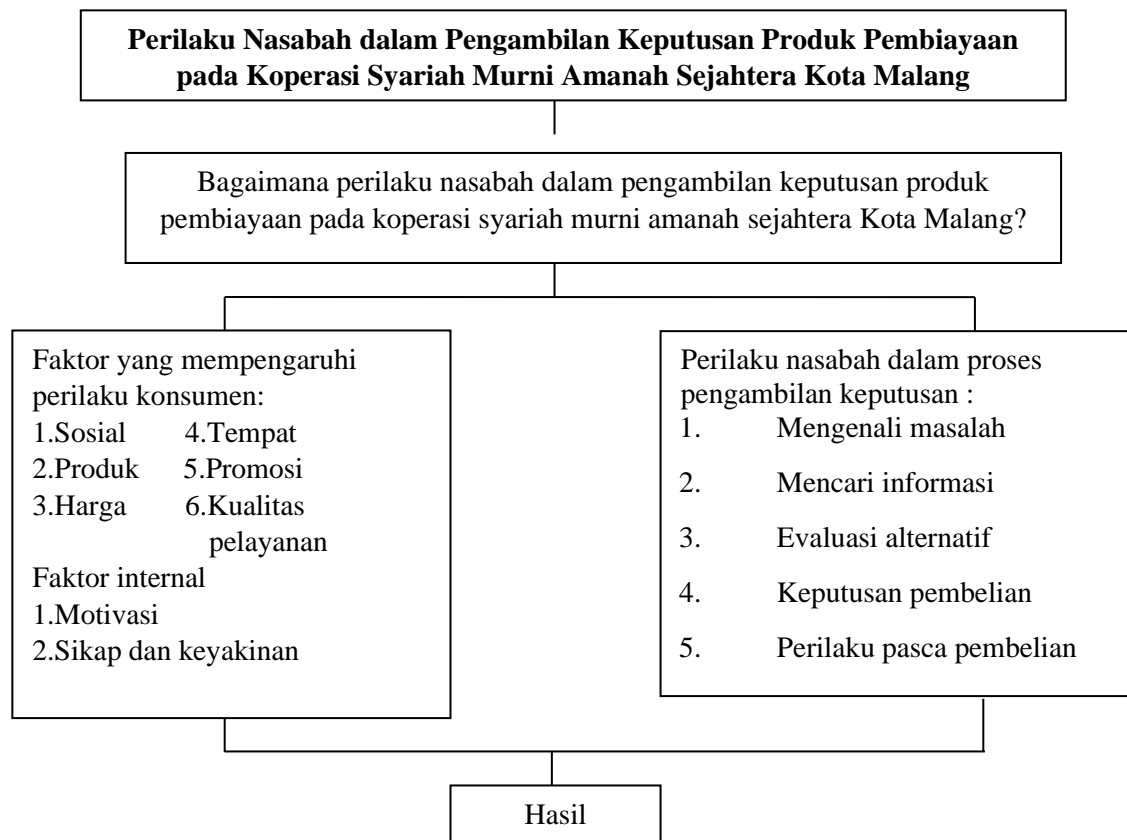 Perilaku Nasabah dalam Pengambilan Keputusan Produk Pembiayaan
pada Koperasi Syariah Murni Amanah Sejahtera Kota Malang
Bagaimana perilaku nasabah dalam pengambilan keputusan produk
pembiayaan pada koperasi syariah murni amanah sejahtera Kota Malang?
Faktor yang mempengaruhi
perilaku konsumen:
1.Sosial 4.Tempat
2.Produk 5.Promosi
3.Harga 6.Kualitas
pelayanan
Faktor internal
1.Motivasi
2.Sikap dan keyakinan
Perilaku nasabah dalam proses
pengambilan keputusan :
1. Mengenali masalah
2. Mencari informasi
3. Evaluasi alternatif
4. Keputusan pembelian
5. Perilaku pasca pembelian
Hasil